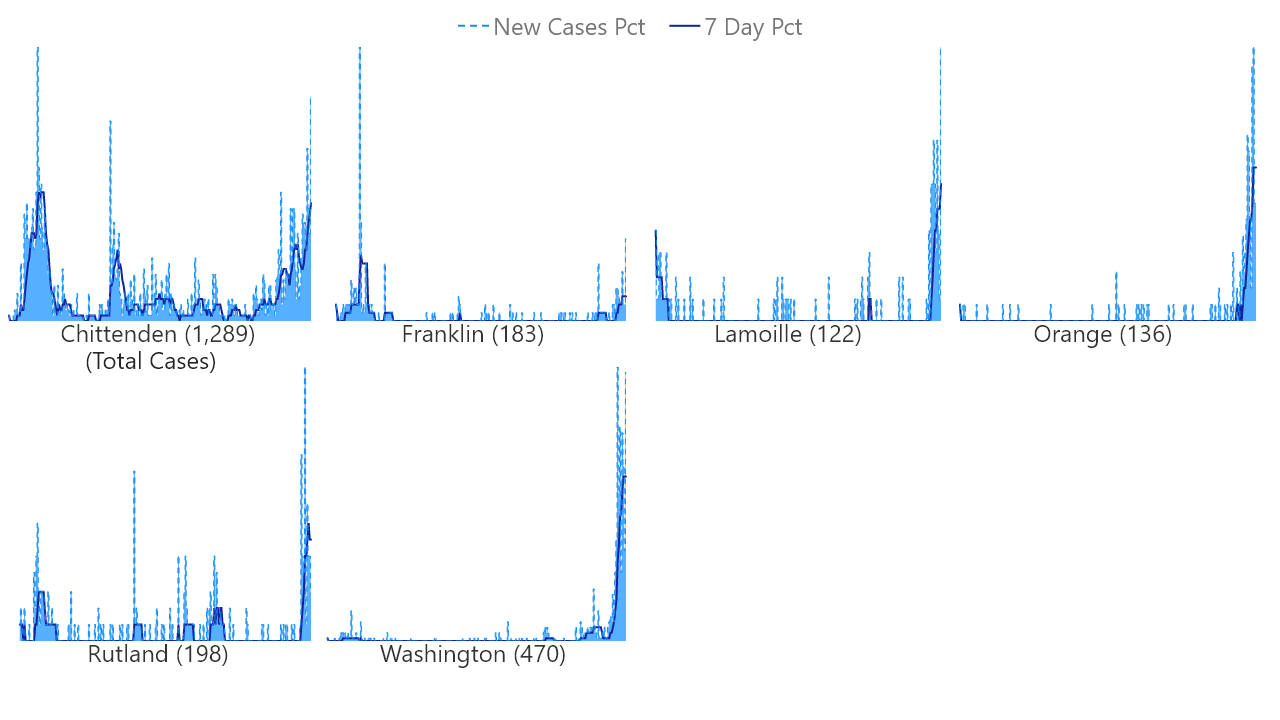 New Cases Pct 7 Day Pct
Chittenden (1,289) Franklin (183) Lamoille (122) Orange (136)
(Total Cases)
Rutland (198) Washington (470)